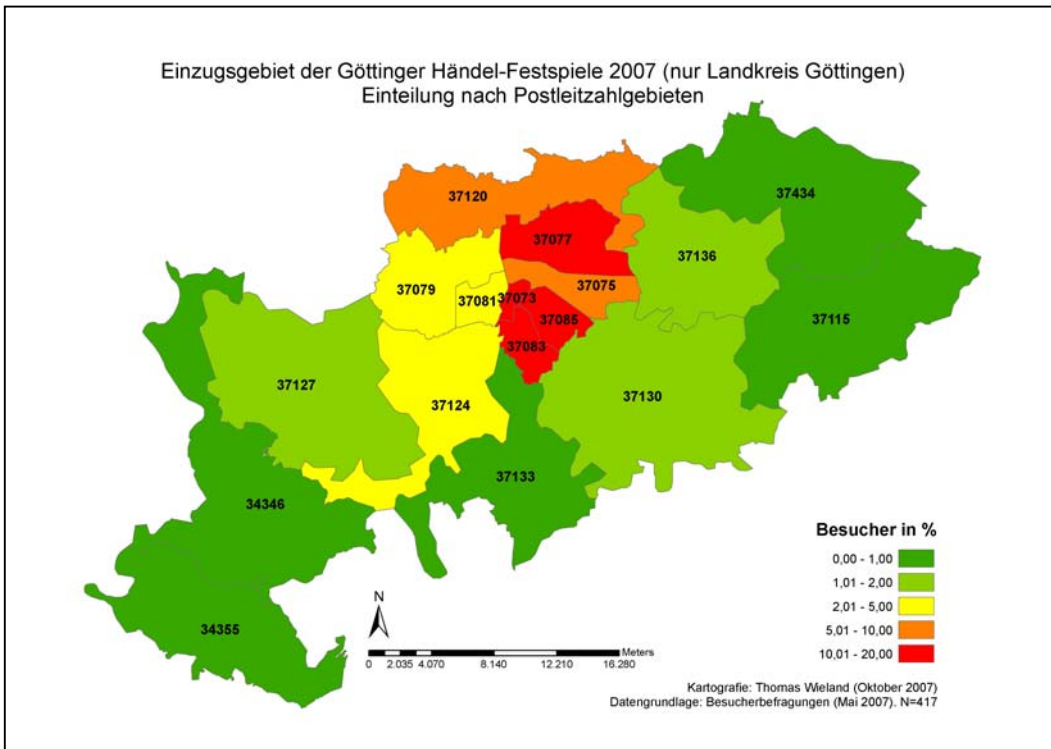 Einzugsgebiet der Göttinger Händel-Festspiele 2007 (nur Landkreis Göttingen)
Einteilung nach Postleitzahlgebieten
37434
37120
37077
37136
37079
37081
37073
37075
37115
37085
37083
37127
37124
37130
37133
34346
34355
Besucher in %
0,00 - 1,00
1,01 - 2,00
2,01 - 5,00
5,01 - 10,00
10,01 - 20,00
N
Meters
0 2.035 4.070 8.140 12.210 16.280
Kartografie: Thomas Wieland (Oktober 2007)
Datengrundlage: Besucherbefragungen (Mai 2007). N=417